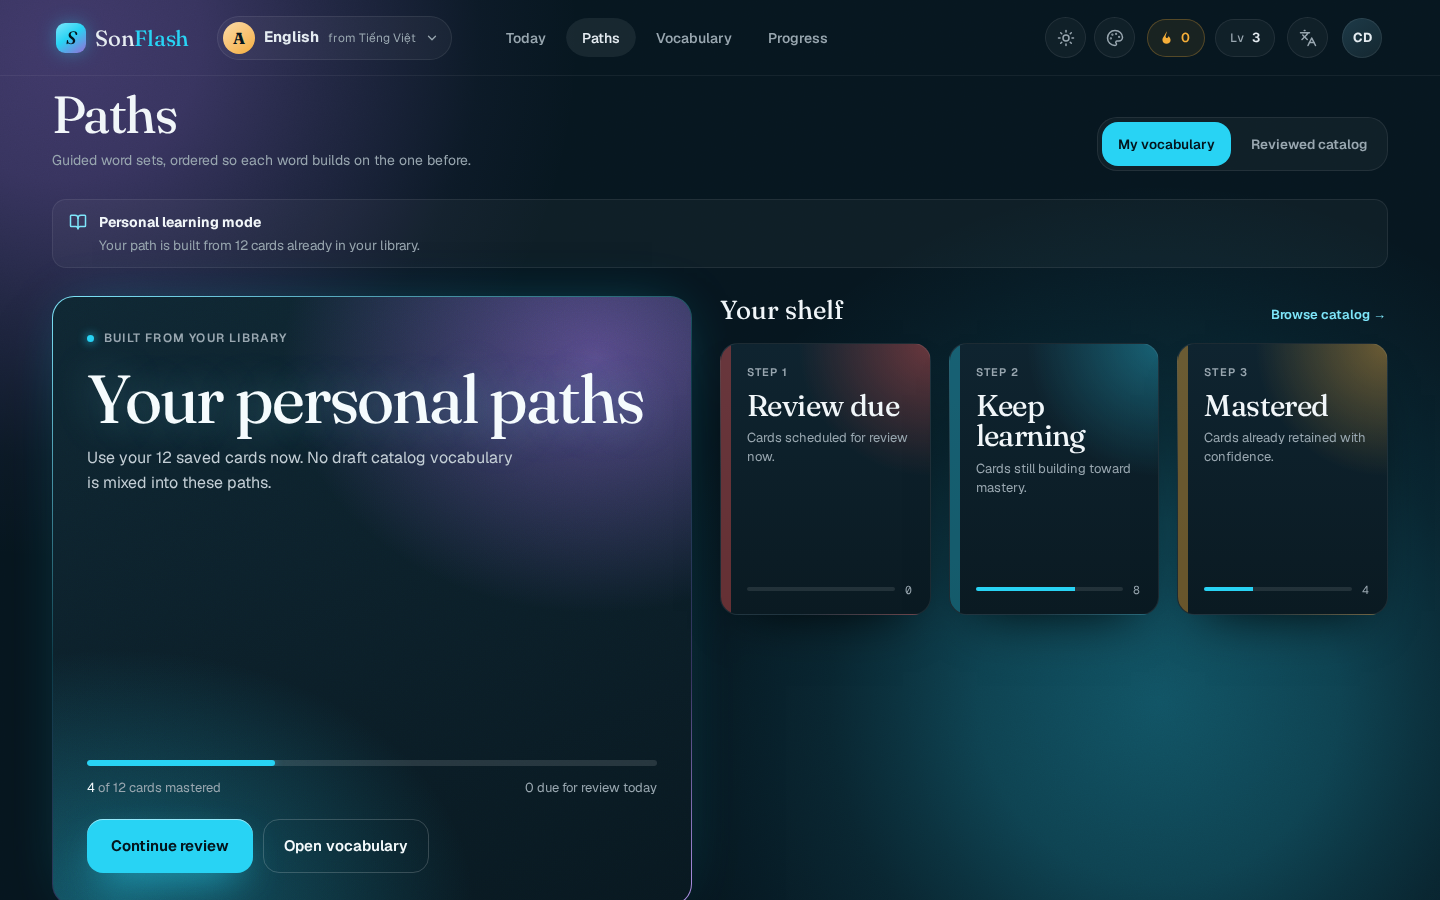 S SonFlash
A English from Tiếng Việt
Today
Paths
Vocabulary
Progress
0
Lv 3
CD
Paths
Guided word sets, ordered so each word builds on the one before.
My vocabulary
Reviewed catalog
Personal learning mode
Your path is built from 12 cards already in your library.
BUILT FROM YOUR LIBRARY
Your personal paths
Use your 12 saved cards now. No draft catalog vocabulary
is mixed into these paths.
4 of 12 cards mastered
0 due for review today
Continue review
Open vocabulary
Your shelf
Browse catalog →
STEP 1
Review due
Cards scheduled for review
now.
0
STEP 2
Keep
learning
Cards still building toward
mastery.
8
STEP 3
Mastered
Cards already retained with
confidence.
4